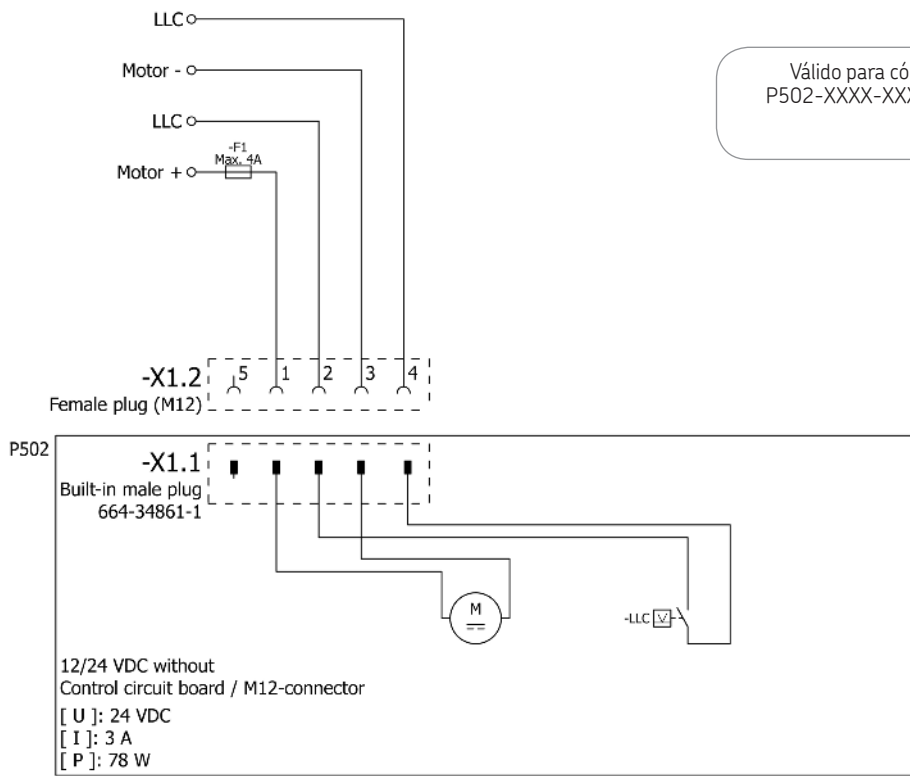 LLC
Motor -
LLC
Motor +
-F1
Max. 4A
Válido para có
P502-XXXX-XXX
-X1.2
5 1 2 3 4
Female plug (M12)
P502
-X1.1
Built-in male plug
664-34861-1
M
-LLC
12/24 VDC without
Control circuit board / M12-connector
[ U ]: 24 VDC
[ I ]: 3 A
[ P ]: 78 W